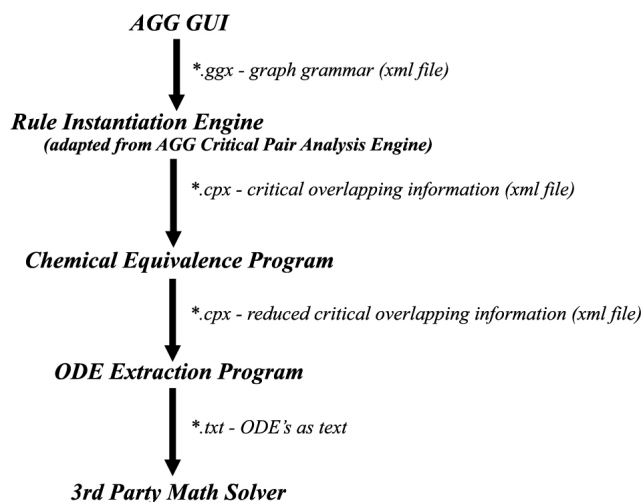 AGG GUI
*.ggx - graph grammar (xml file)
Rule Instantiation Engine
(adapted from AGG Critical Pair Analysis Engine)
*.cpx - critical overlapping information (xml file)
Chemical Equivalence Program
*.cpx - reduced critical overlapping information (xml file)
ODE Extraction Program
*.txt - ODE's as text
3rd Party Math Solver